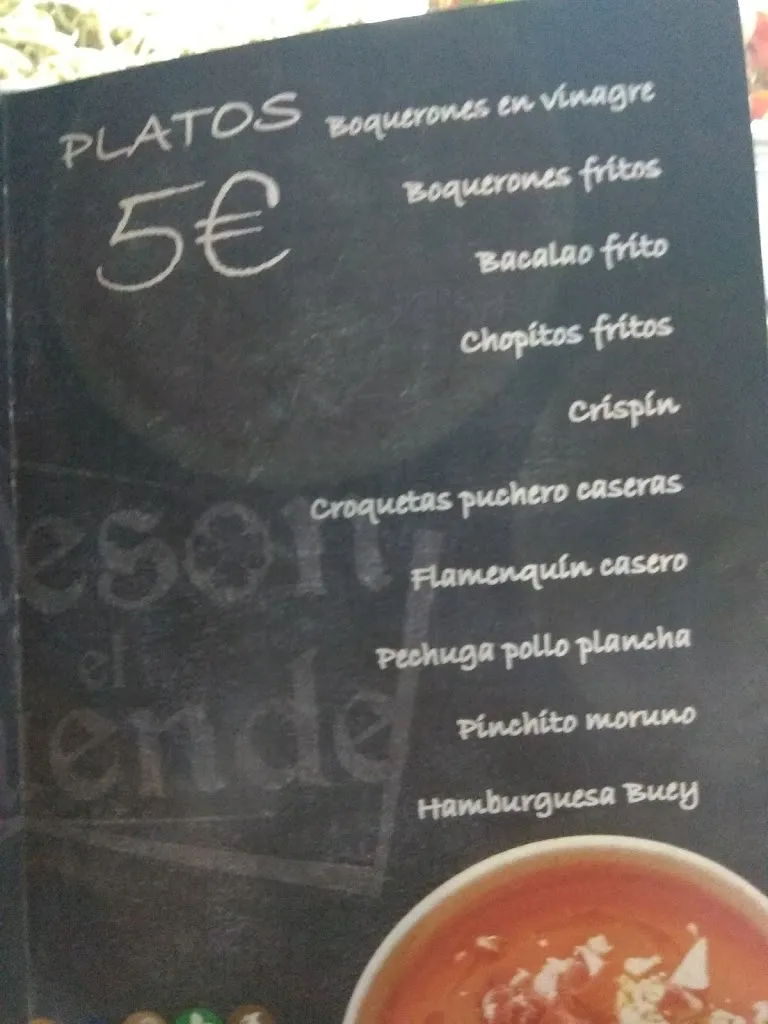 PLATOS
5€
Boquerones en vinagre
Boquerones fritos
Bacalao frito
Chopitos fritos
Crispín
Croquetas puchero caseras
Flamenquín casero
Pechuga pollo plancha
Pinchito moruno
Hamburguesa Buey
el